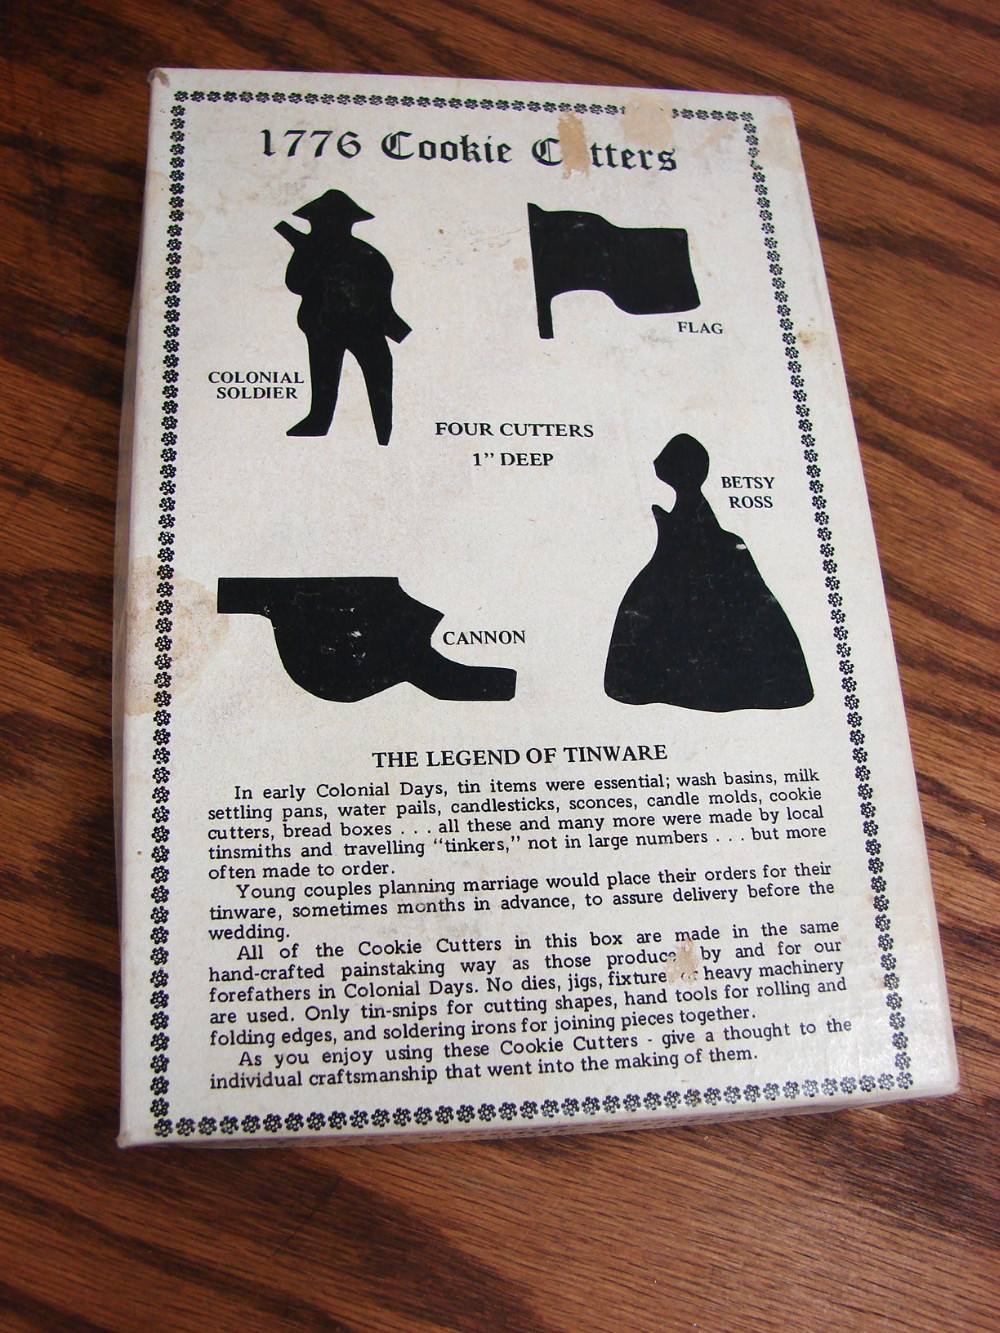 1776 Cookie C tters
COLONIAL
SOLDIER
FLAG
FOUR CUTTERS
1" DEEP
BETSY
ROSS
CANNON
THE LEGEND OF TINWARE
In early Colonial Days, tin items were essential; wash basins, milk
settling pans, water pails, candlesticks, sconces, candle molds, cookie
cutters, bread boxes . . . all these and many more were made by local
tinsmiths and travelling "tinkers," not in large numbers . . . but more
often made to order.
Young couples planning marriage would place their orders for their
tinware, sometimes months in advance, to assure delivery before the
wedding.
All of the Cookie Cutters in this box are made in the same
hand-crafted painstaking way as those produce by and for our
forefathers in Colonial Days. No dies, jigs, fixture or heavy machinery
are used. Only tin-snips for cutting shapes, hand tools for rolling and
folding edges, and soldering irons for joining pieces together.
As you enjoy using these Cookie Cutters - give a thought to the
individual craftsmanship that went into the making of them.